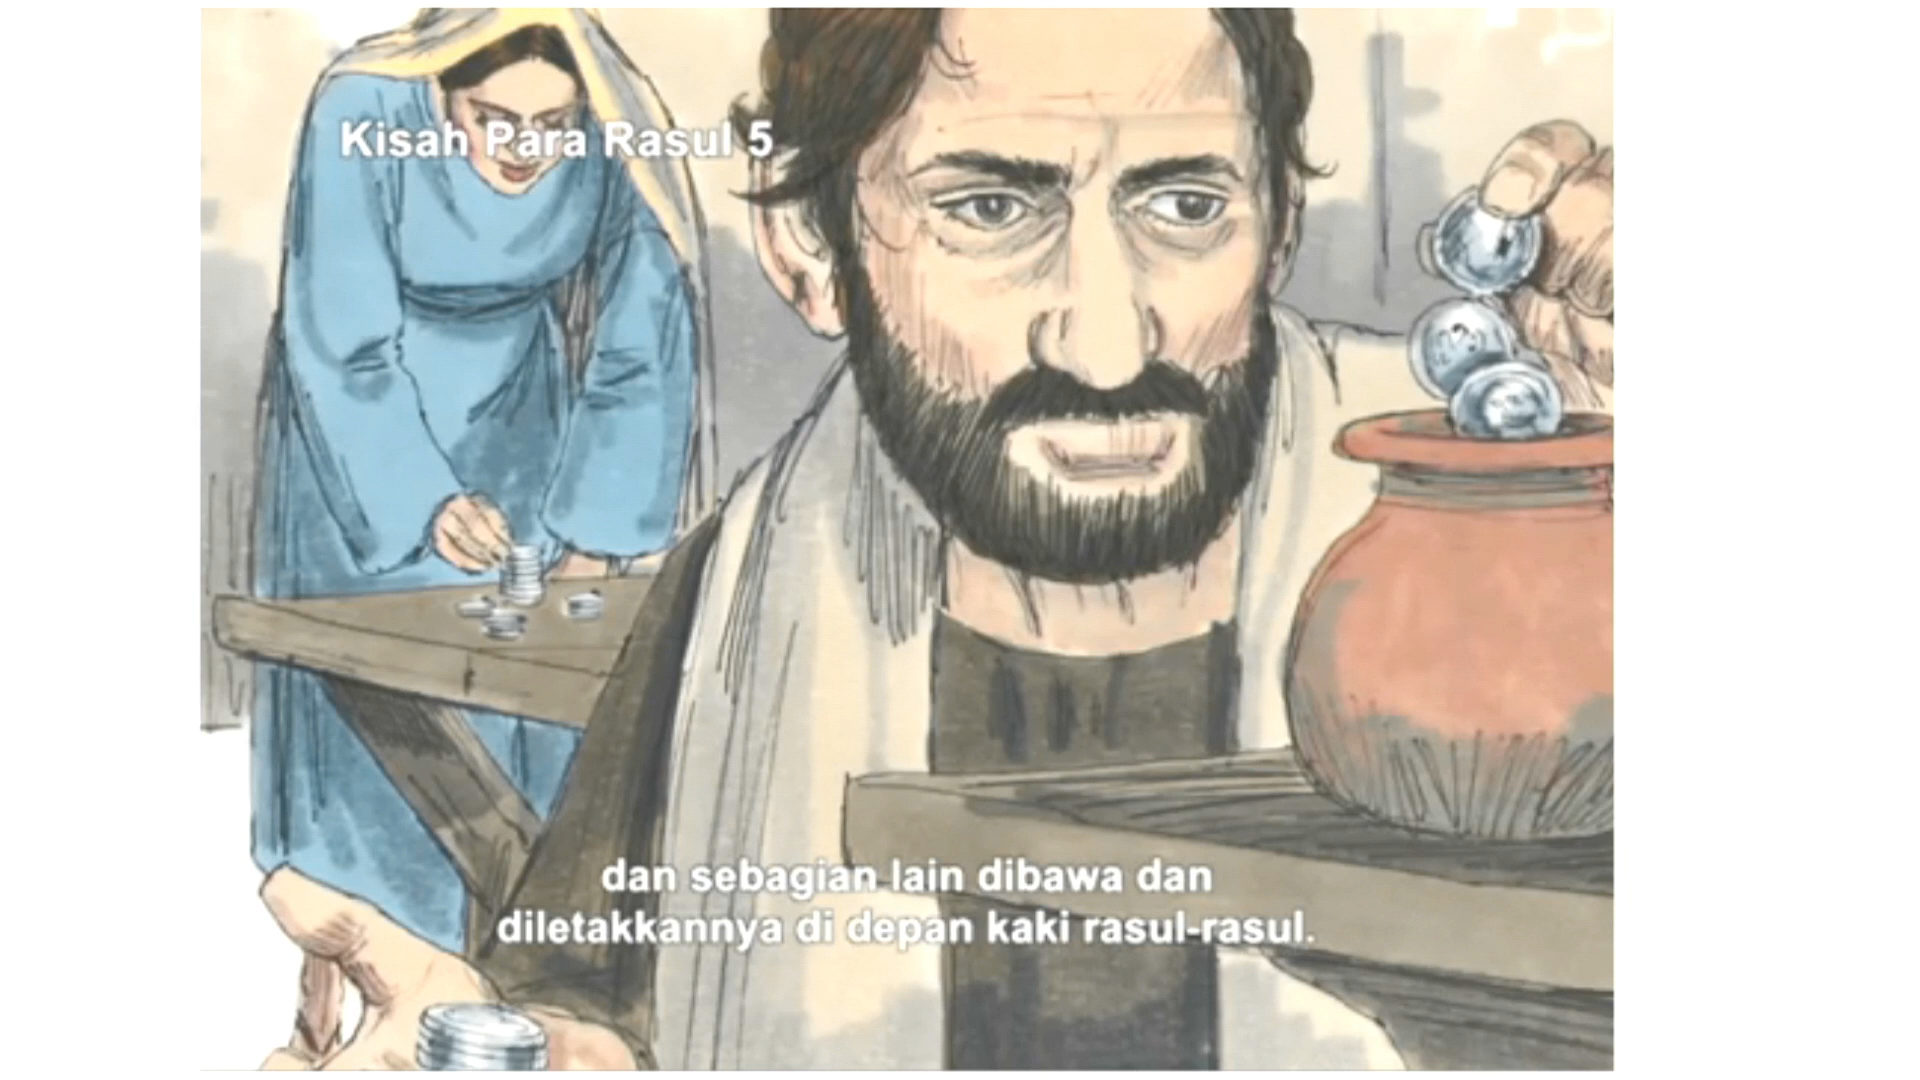 Kisah Para Rasul 5
dan sebagian lain dibawa dan
diletakkannya di depan kaki rasul-rasul.